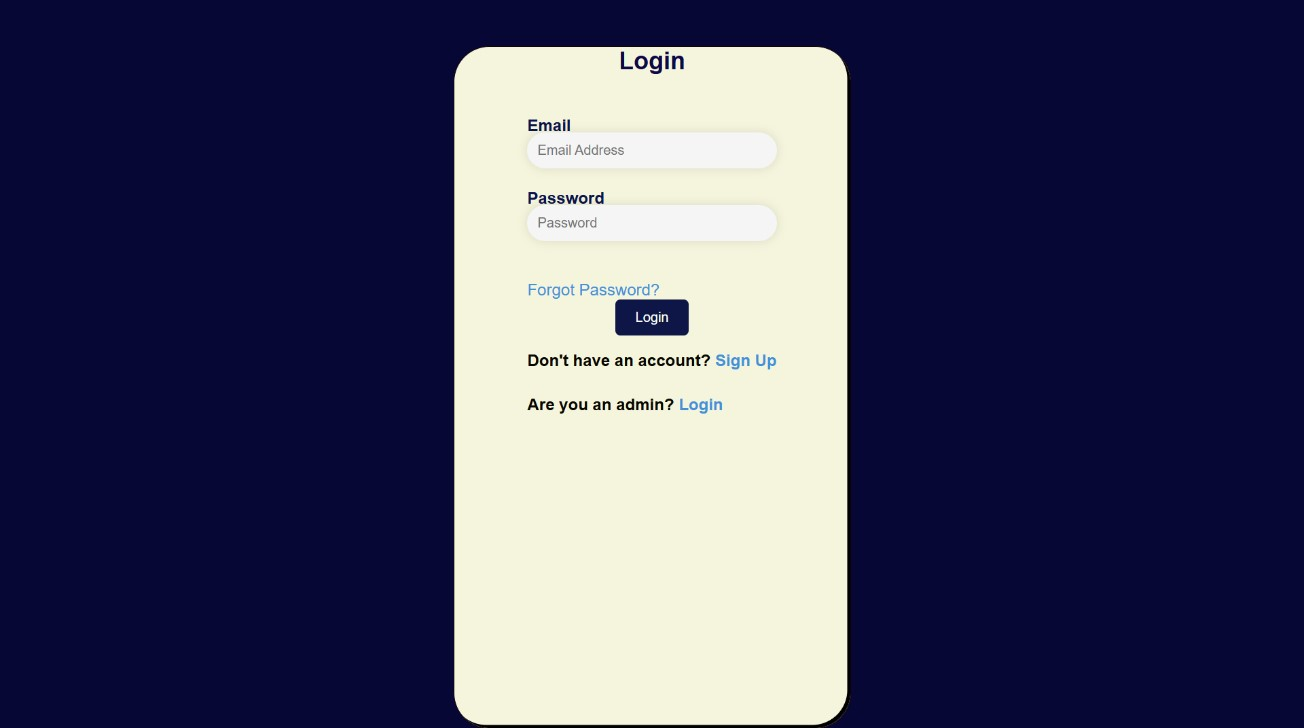 Login
Email
Email Address
Password
Password
Forgot Password?
Login
Don't have an account? Sign Up
Are you an admin? Login